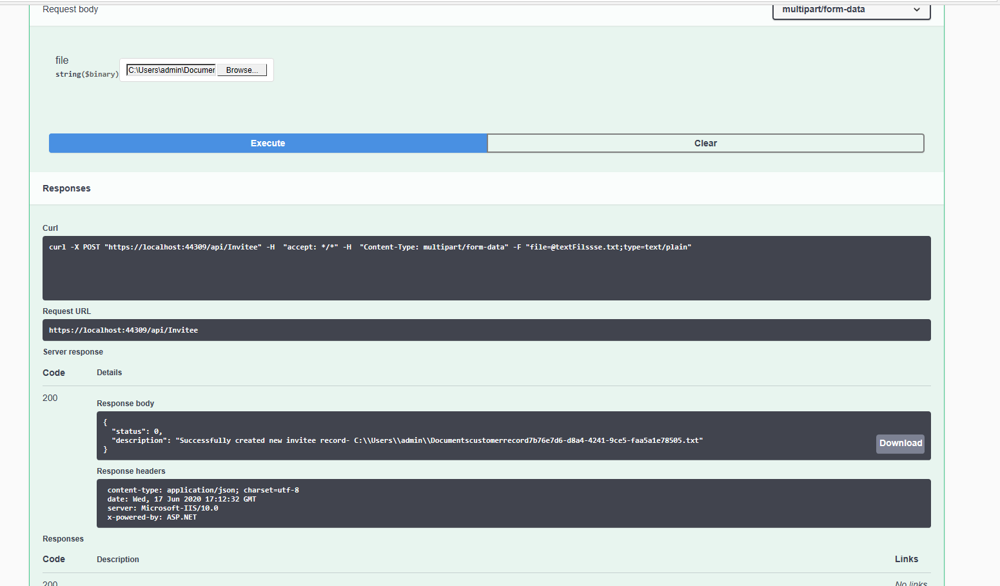 Request body
multipart/form-data
file
string($binary)
C:\Users\admin\Documen
Browse...
Execute
Clear
Responses
Curl
curl -X POST "https://localhost:44309/api/Invitee" -H  "accept: */*" -H  "Content-Type: multipart/form-data" -F "file=@textFilssse.txt;type=text/plain"
Request URL
https://localhost:44309/api/Invitee
Server response
Code
Details
200
Response body
{
"status": 0,
"description": "Successfully created new invitee record- C:\\Users\\admin\\Documentscustomerrecord7b76e7d6-d8a4-4241-9ce5-faa5a1e78505.txt"
}
Download
Response headers
content-type: application/json; charset=utf-8
date: Wed, 17 Jun 2020 17:12:32 GMT
server: Microsoft-IIS/10.0
x-powered-by: ASP.NET
Responses
Code
Description
Links
200
No links